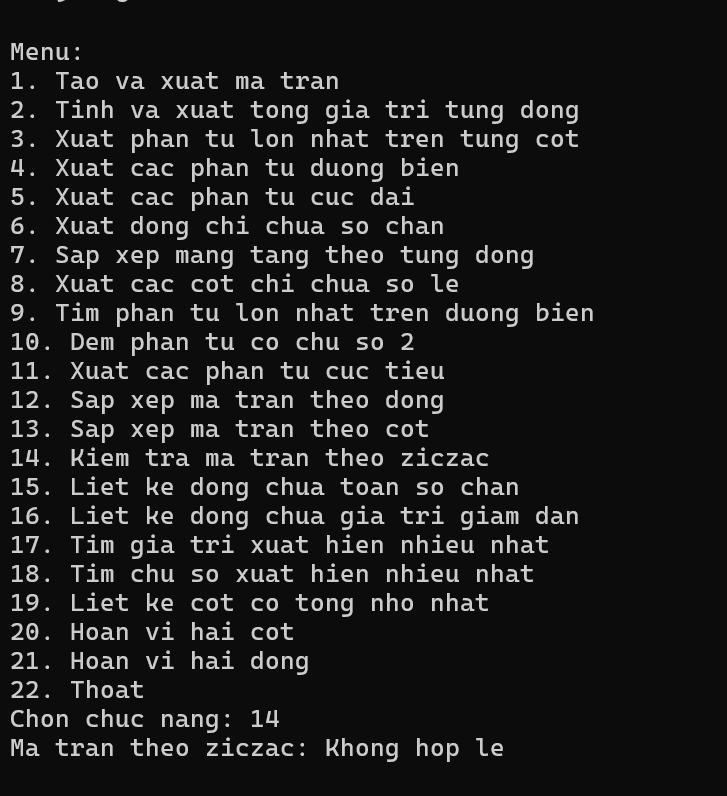 Menu:
1. Tao va xuat ma tran
2. Tinh va xuat tong gia tri tung dong
3. Xuat phan tu lon nhat tren tung cot
4. Xuat cac phan tu duong bien
5. Xuat cac phan tu cuc dai
6. Xuat dong chi chua so chan
7. Sap xep mang tang theo tung dong
8. Xuat cac cot chi chua so le
9. Tim phan tu lon nhat tren duong bien
10. Dem phan tu co chu so 2
11. Xuat cac phan tu cuc tieu
12. Sap xep ma tran theo dong
13. Sap xep ma tran theo cot
14. Kiem tra ma tran theo ziczac
15. Liet ke dong chua toan so chan
16. Liet ke dong chua gia tri giam dan
17. Tim gia tri xuat hien nhieu nhat
18. Tim chu so xuat hien nhieu nhat
19. Liet ke cot co tong nho nhat
20. Hoan vi hai cot
21. Hoan vi hai dong
22. Thoat
Chon chuc nang: 14
Ma tran theo ziczac: Khong hop le